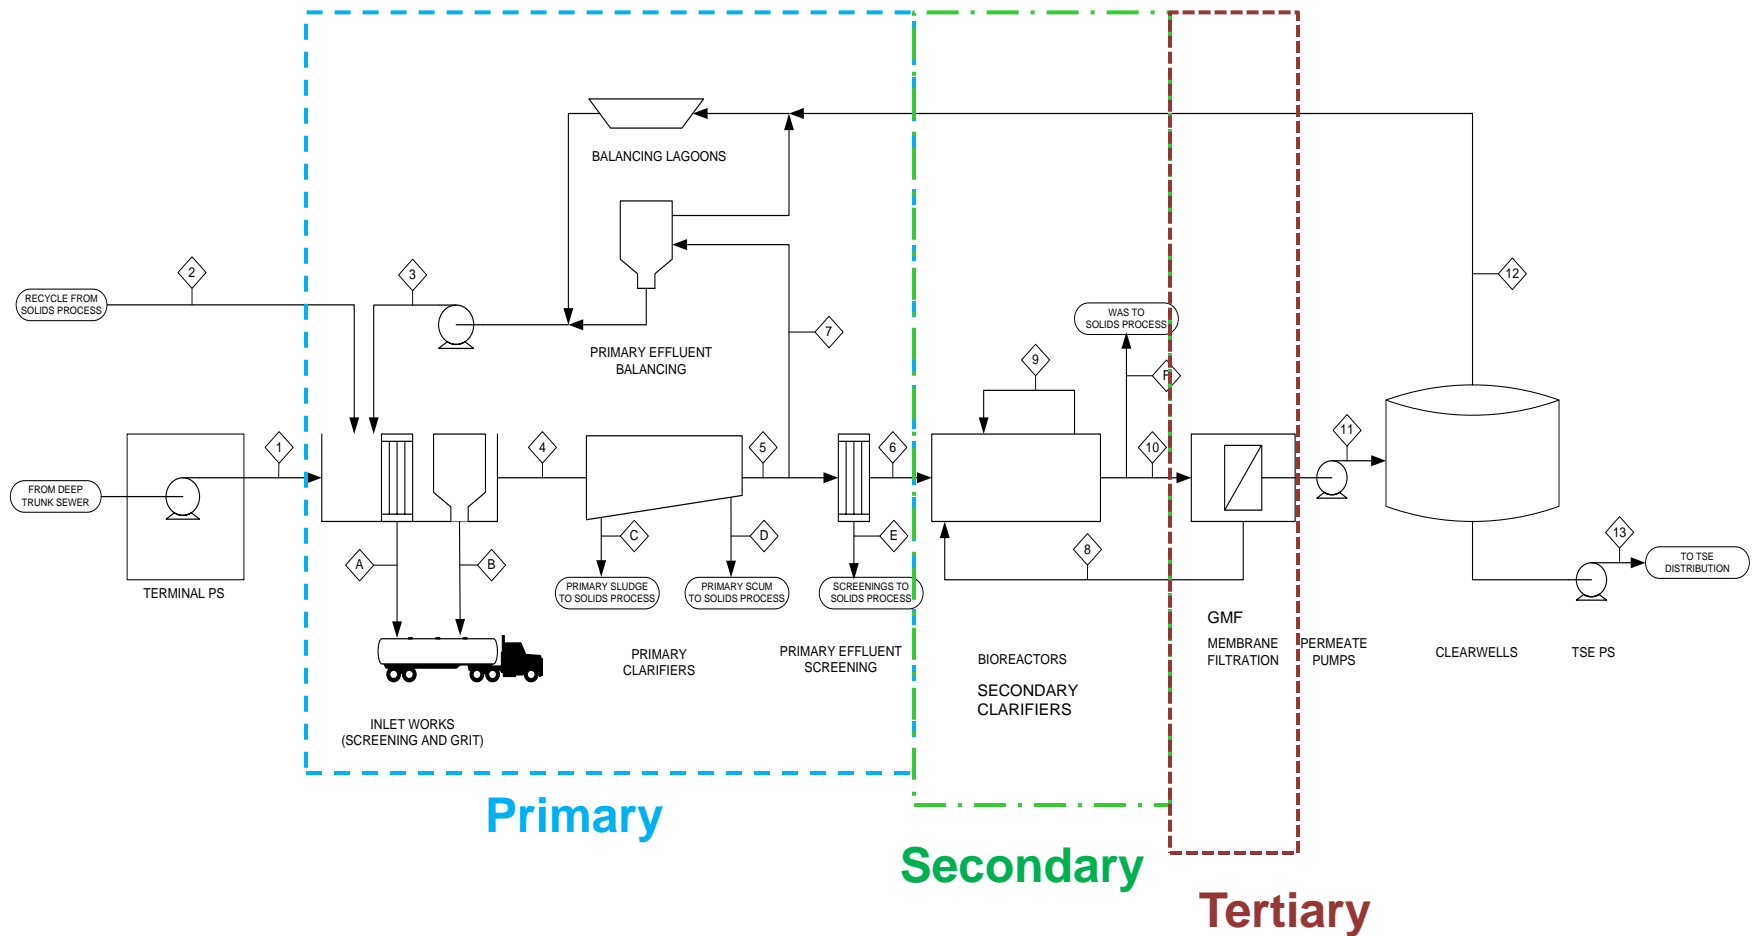 BALANCING LAGOONS
2
3
12
RECYCLE FROM
SOLIDS PROCESS
WAS TO
SOLIDS PROCESS
7
PRIMARY EFFLUENT
BALANCING
9
F
1
4
5
6
10
11
FROM DEEP
TRUNK SEWER
A
B
C
D
E
8
13
TO TSE
DISTRIBUTION
TERMINAL PS
PRIMARY SLUDGE
TO SOLIDS PROCESS
PRIMARY SCUM
TO SOLIDS PROCESS
SCREENINGS TO
SOLIDS PROCESS
GMF
MEMBRANE
FILTRATION
PERMEATE
PUMPS
CLEARWELLS
TSE PS
PRIMARY
CLARIFIERS
PRIMARY EFFLUENT
SCREENING
BIOREACTORS
SECONDARY
CLARIFIERS
INLET WORKS
(SCREENING AND GRIT)
Primary
Secondary
Tertiary